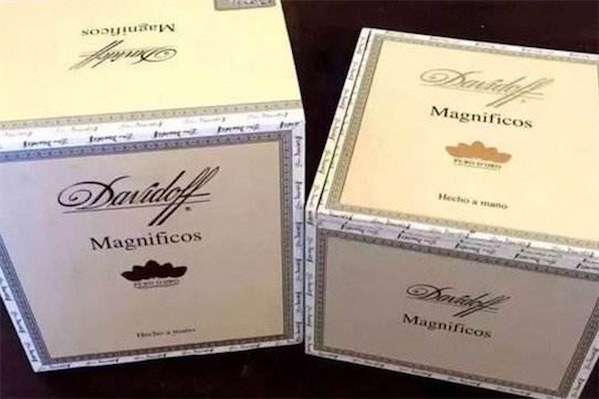 Magnificos
Davidoff
Davidoff
Magnificos
PURO D'ORO
Hecho a mano
Davidoff
Magnificos
PURO D'ORO
Hecho a mano
Davidoff
Magnificos